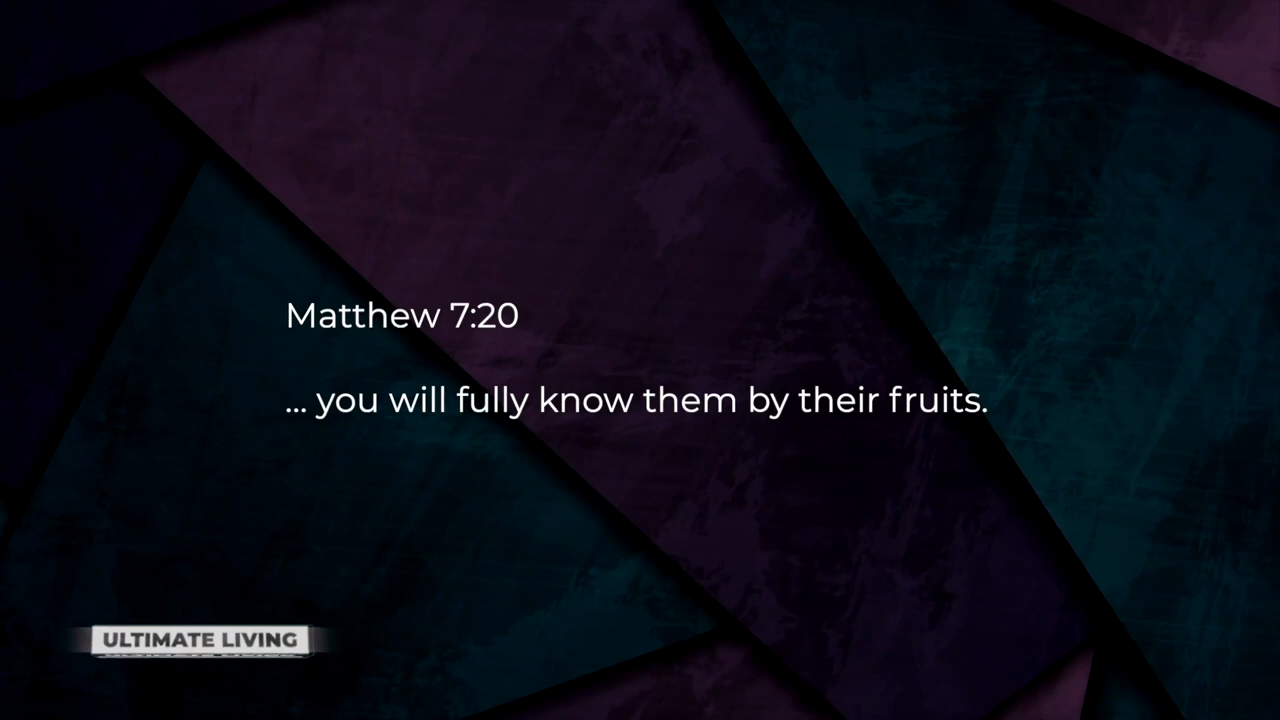 Matthew 7:20
... you will fully know them by their fruits.
ULTIMATE LIVING